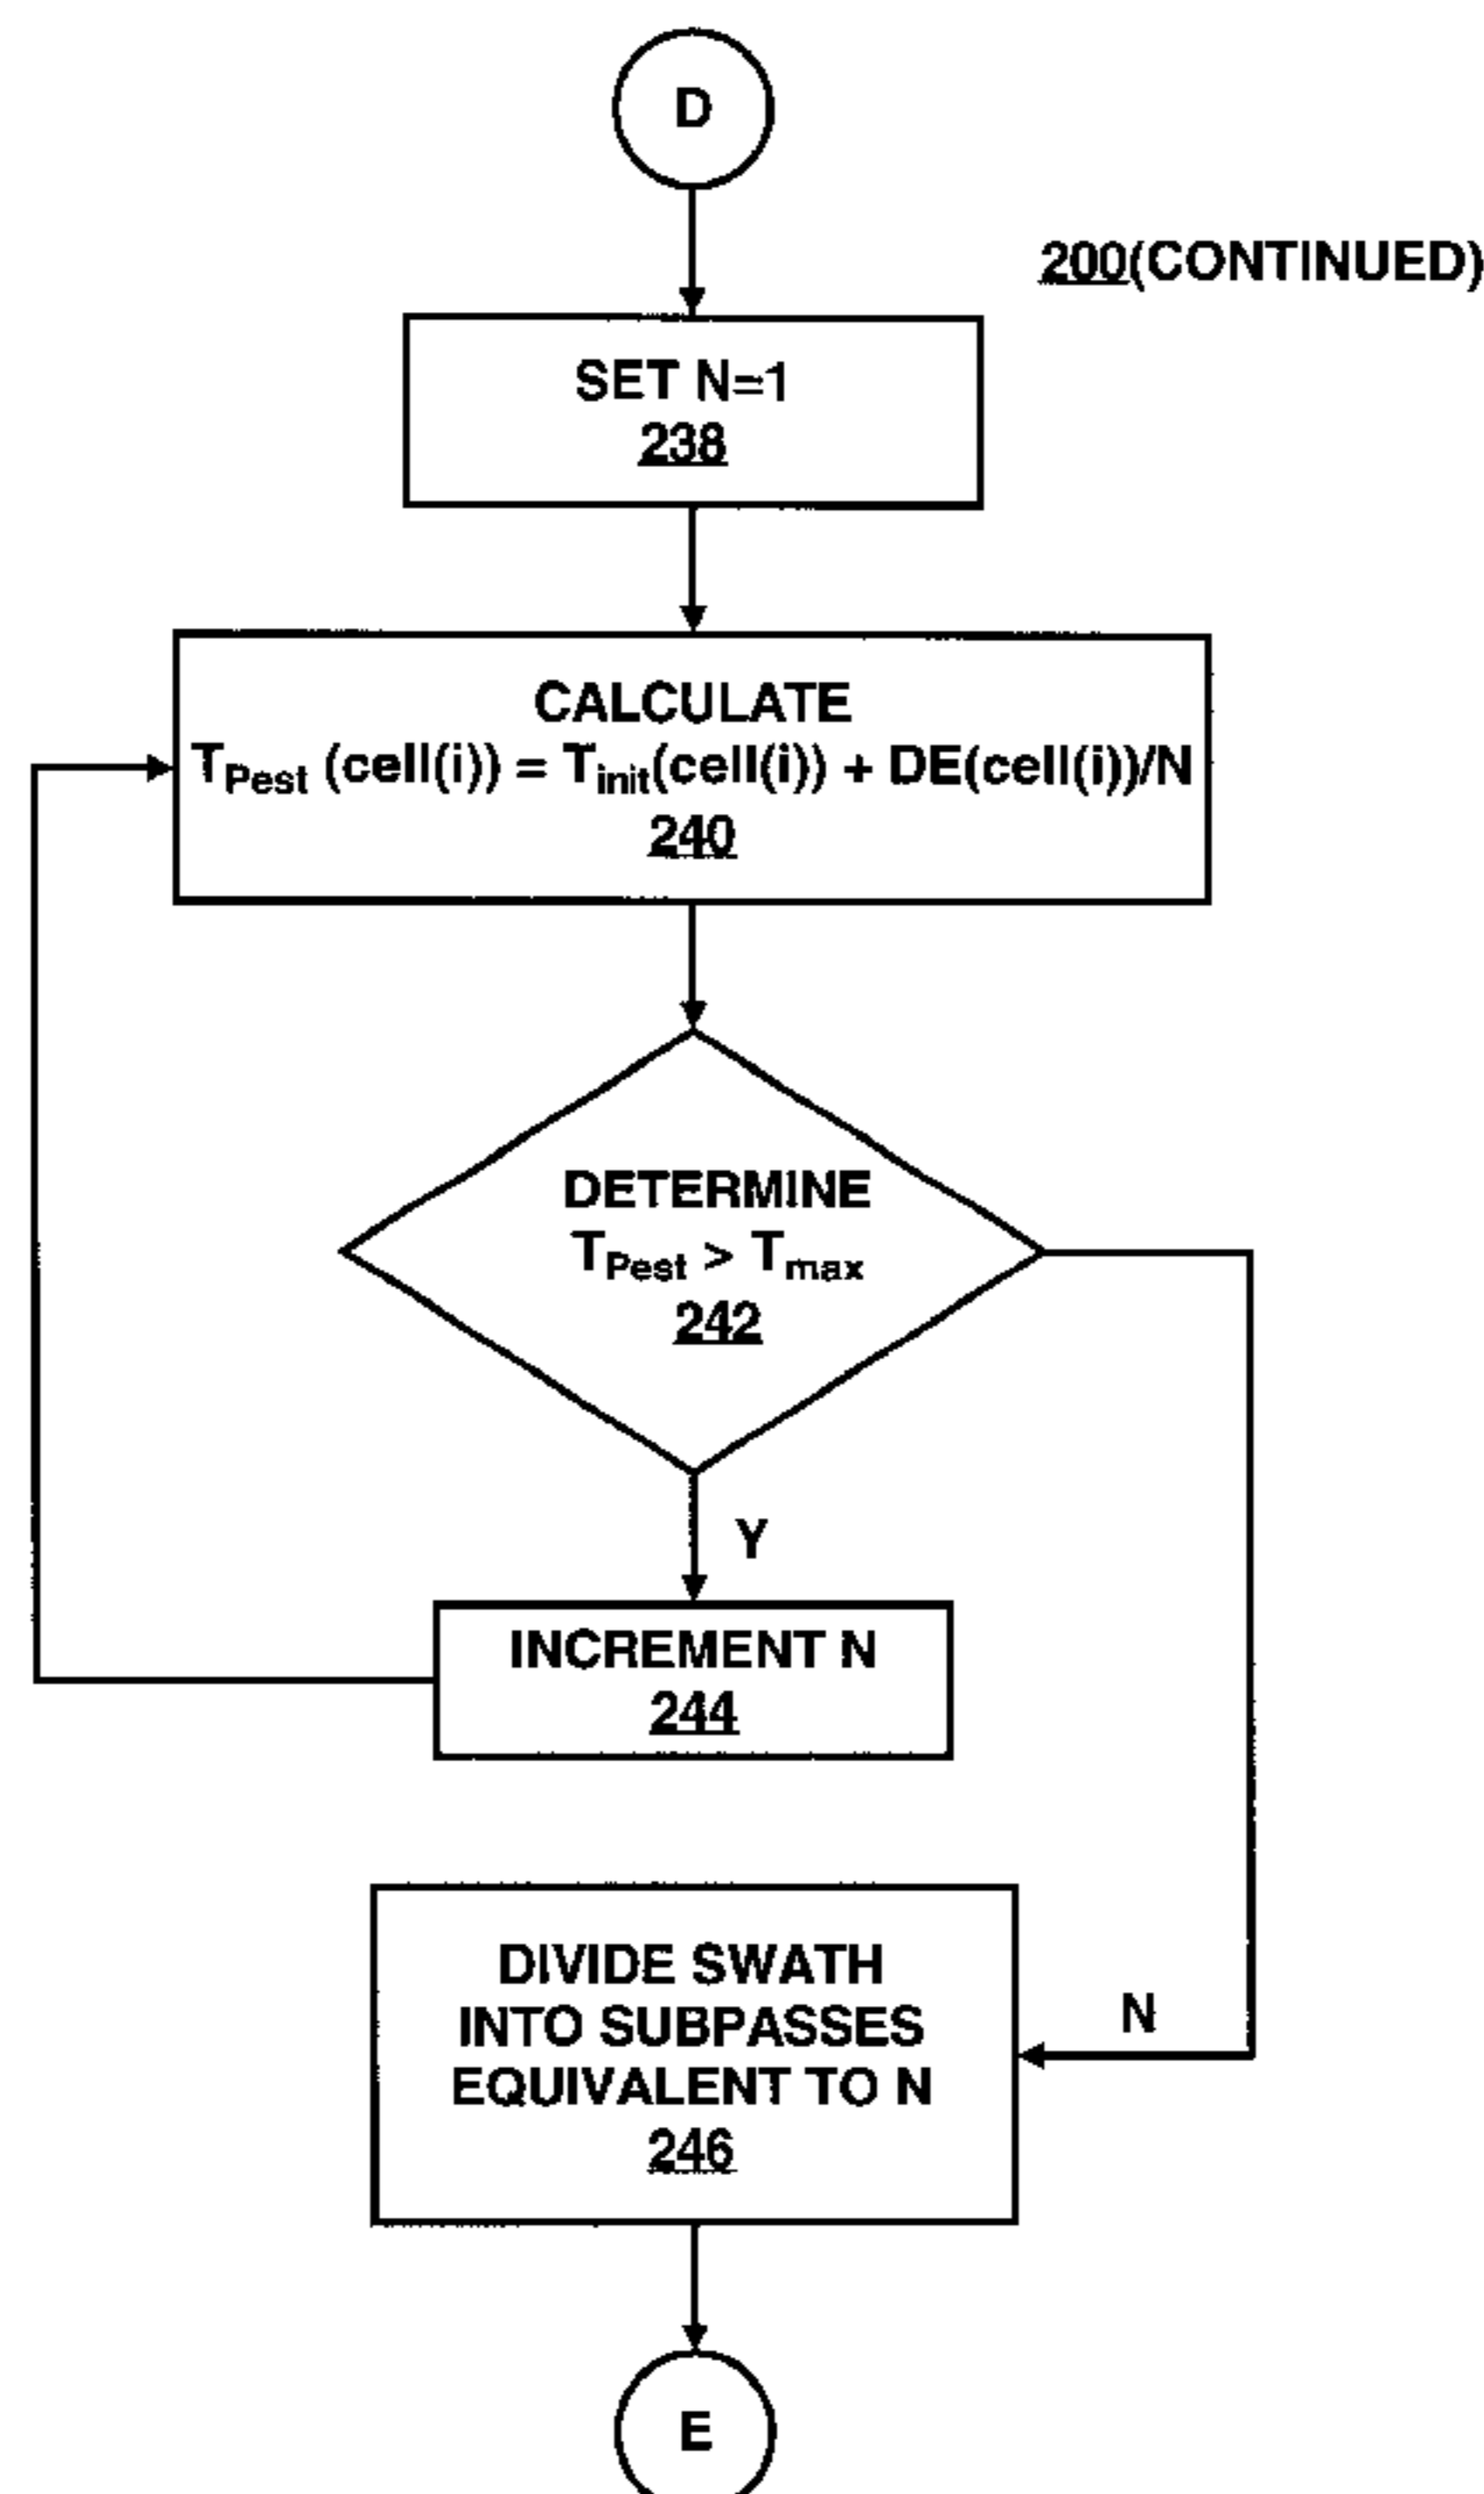 D
200(CONTINUED)
SET N=1
238
CALCULATE
TPest (cell(i)) = Tinit(cell(i)) + DE(cell(i))/N
240
DETERMINE
TPest > Tmax
242
Y
INCREMENT N
244
DIVIDE SWATH
INTO SUBPASSES
EQUIVALENT TO N
246
N
E